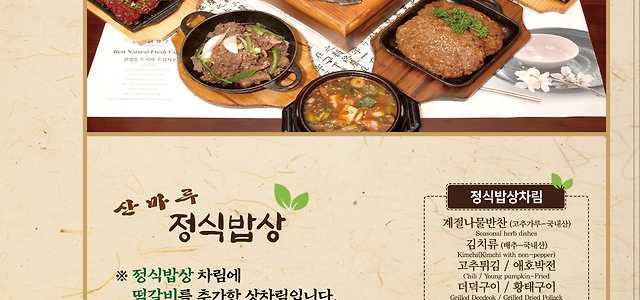 Best Natural Fresh
산마루
정식밥상
※ 정식밥상 차림에
떡갈비를 추가한 상차림입니다.
정식밥상차림
계절나물반찬 (고추가루-국내산)
Seasonal herb dishes
김치류 (배추-국내산)
Kimchi(Kimchi with non-pepper)
고추튀김 / 애호박전
Chili / Young pumpkin-Fried
더덕구이 / 황태구이
Grilled Deodeok / Grilled Dried Pollack